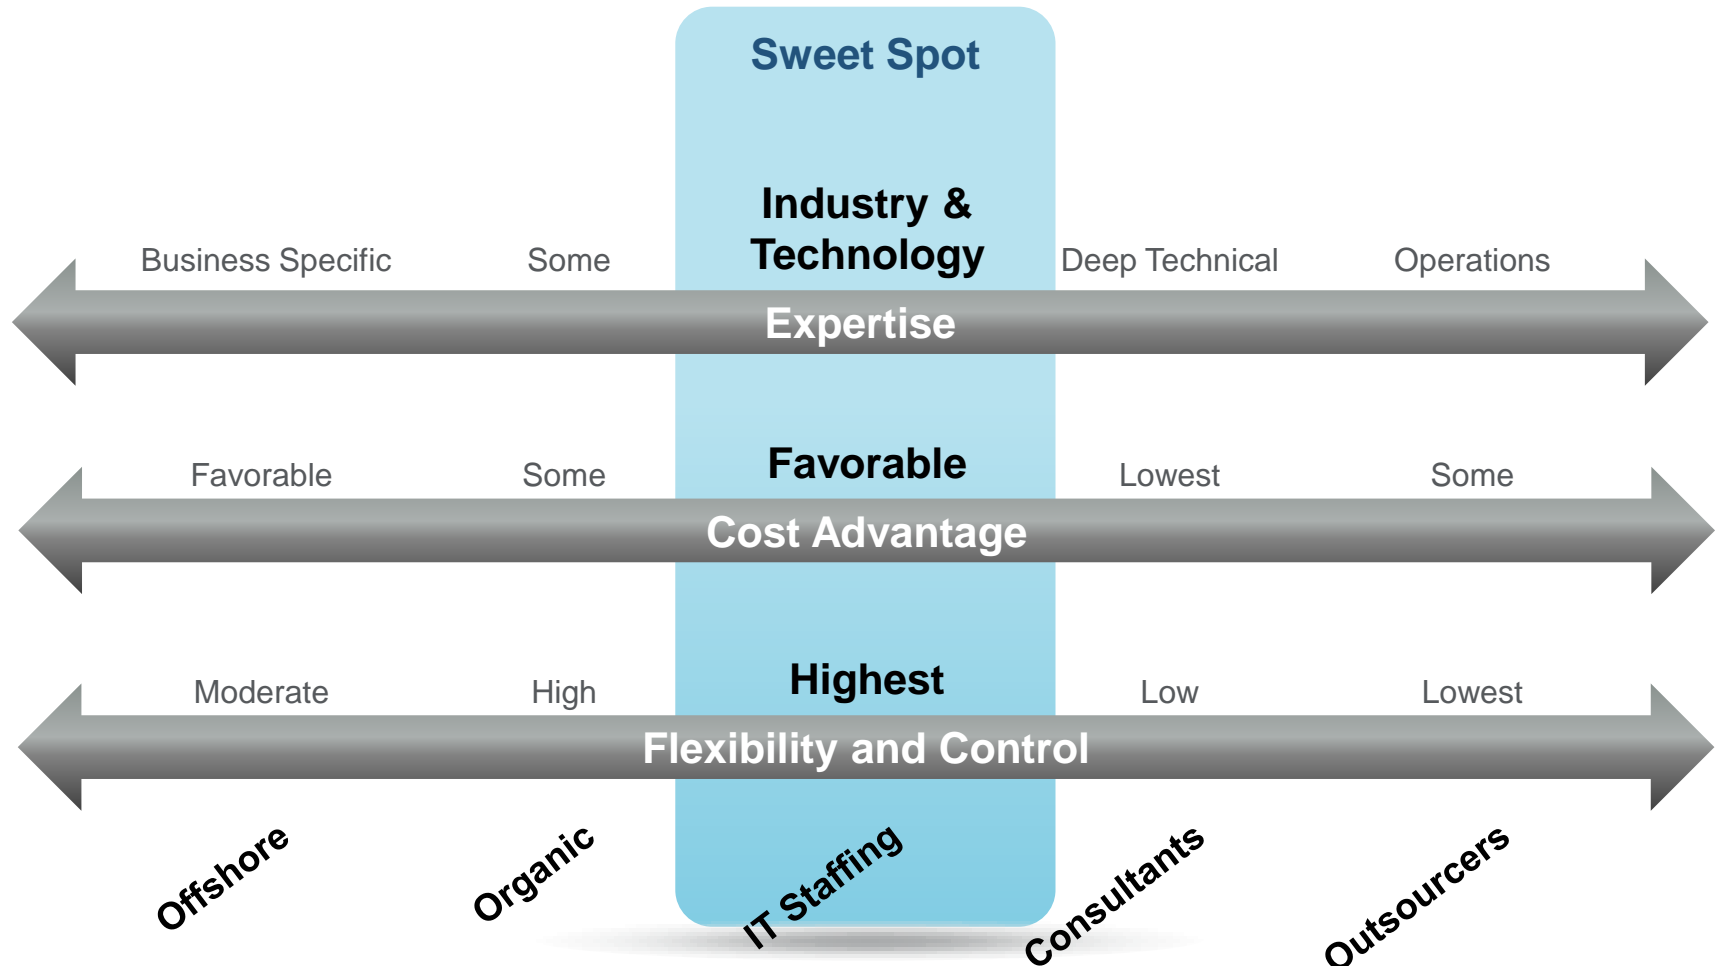 Sweet Spot
Industry &
Technology
Business Specific
Some
Deep Technical
Operations
Expertise
Favorable
Some
Favorable
Lowest
Some
Cost Advantage
Moderate
High
Highest
Low
Lowest
Flexibility and Control
Offshore
Organic
IT Staffing
Consultants
Outsourcers